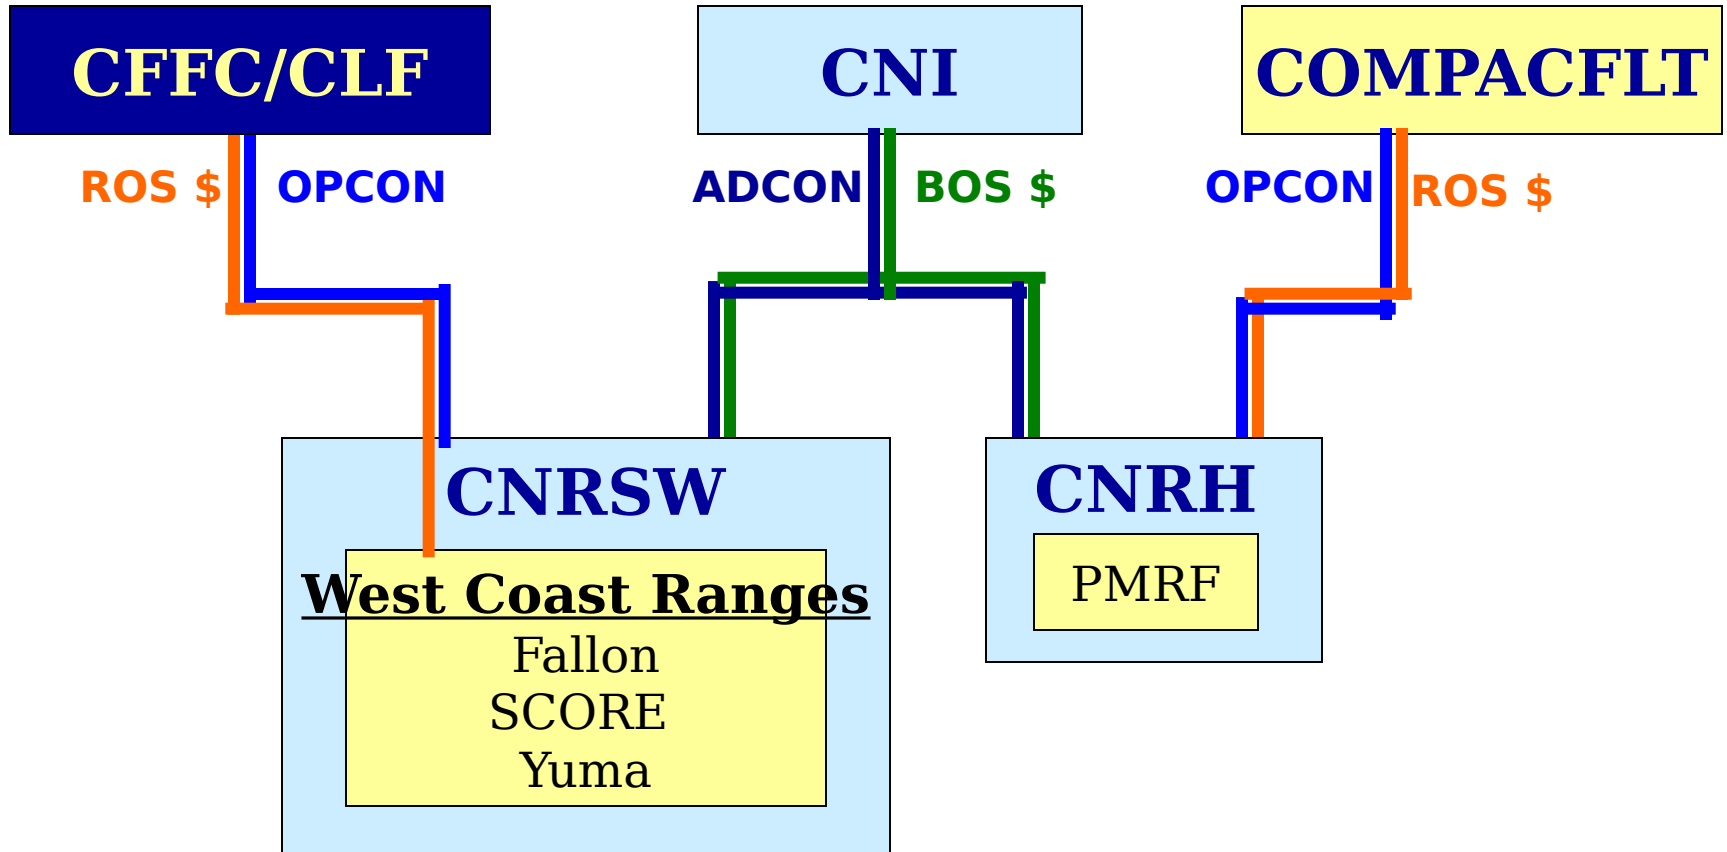 CFFC/CLF
CNI
COMPACFLT
ROS $
OPCON
ADCON
BOS $
OPCON
ROS $
CNRSW
West Coast Ranges
Fallon
SCORE
Yuma
CNRH
PMRF